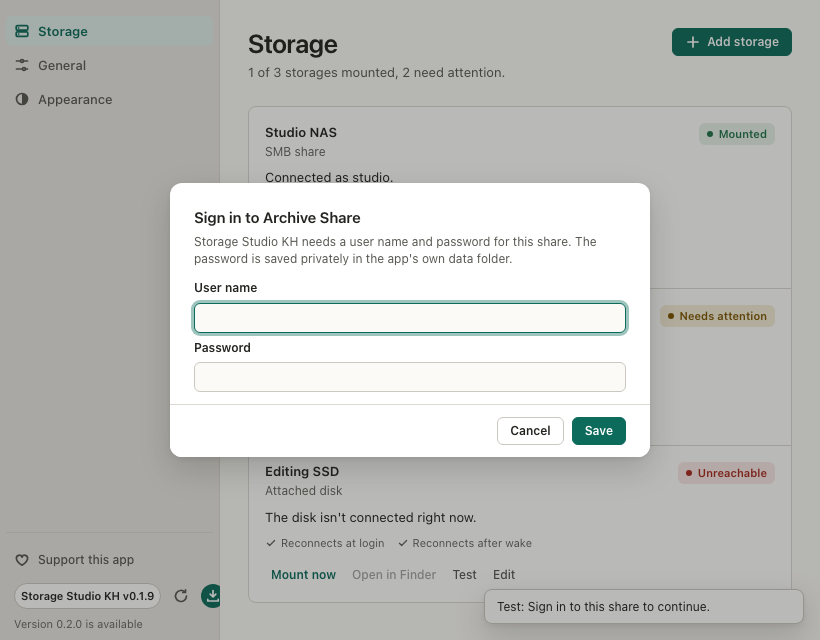 Storage
General
Appearance
Support this app
Storage Studio KH v0.1.9
Version 0.2.0 is available
Storage
1 of 3 storages mounted, 2 need attention.
Add storage
Studio NAS
Mounted
SMB share
Connected as studio.
Needs attention
Sign in to Archive Share
Storage Studio KH needs a user name and password for this share. The
password is saved privately in the app's own data folder.
User name
Password
Cancel
Save
Editing SSD
Unreachable
Attached disk
The disk isn't connected right now.
Reconnects at login
Reconnects after wake
Mount now
Open in Finder
Test
Edit
Test: Sign in to this share to continue.